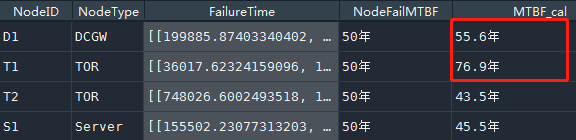 NodeID NodeType FailureTime NodeFailMTBF MTBF_cal
D1 DCGW [[199885.87403340402, … 50年 55.6年
T1 TOR [[36017.62324159096, 1… 50年 76.9年
T2 TOR [[748026.6002493518, 1… 50年 43.5年
S1 Server [[155502.23077313203, … 50年 45.5年